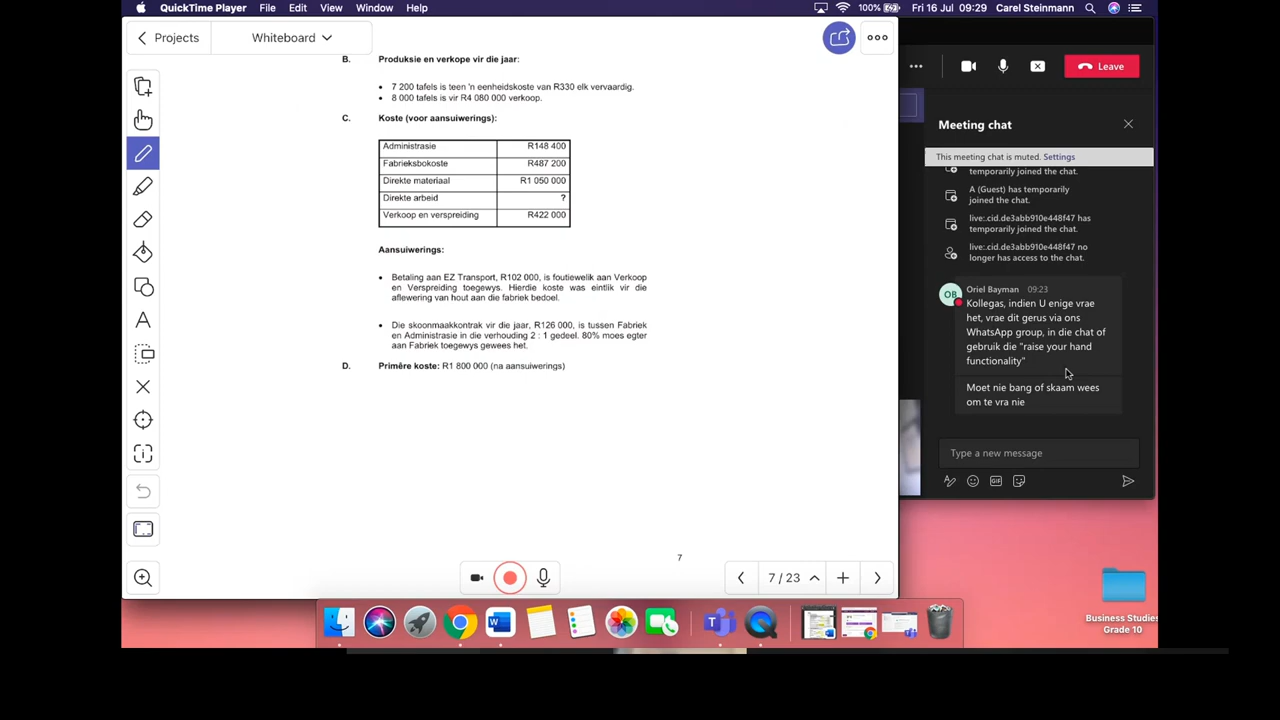 QuickTime Player File Edit View Window Help 100% Fri 16 Jul 09:29 Carel Steinmann
Projects Whiteboard
B. Produksie en verkope vir die jaar:
• 7 200 tafels is teen 'n eenheidskoste van R330 elk vervaardig.
• 8 000 tafels is vir R4 080 000 verkoop.
C. Koste (voor aansuiwerings):
Administrasie R148 400
Fabrieksbokoste R487 200
Direkte materiaal R1 050 000
Direkte arbeid ?
Verkoop en verspreiding R422 000
Aansuiwerings:
• Betaling aan EZ Transport, R102 000, is foutiewelik aan Verkoop
en Verspreiding toegewys. Hierdie koste was eintlik vir die
aflewering van hout aan die fabriek bedoel.
• Die skoonmaakkontrak vir die jaar, R126 000, is tussen Fabriek
en Administrasie in die verhouding 2 : 1 gedeel. 80% moes egter
aan Fabriek toegewys gewees het.
D. Primêre koste: R1 800 000 (na aansuiwerings)
7
7 / 23
Leave
Meeting chat
This meeting chat is muted. Settings
temporarily joined the chat.
A (Guest) has temporarily
joined the chat.
live:.cid.de3abb910e448f47 has
temporarily joined the chat.
live:.cid.de3abb910e448f47 no
longer has access to the chat.
OB Oriel Bayman 09:23
Kollegas, indien U enige vrae
het, vrae dit gerus via ons
WhatsApp group, in die chat of
gebruik die "raise your hand
functionality"
Moet nie bang of skaam wees
om te vra nie
Type a new message
GIF
Business Studies
Grade 10